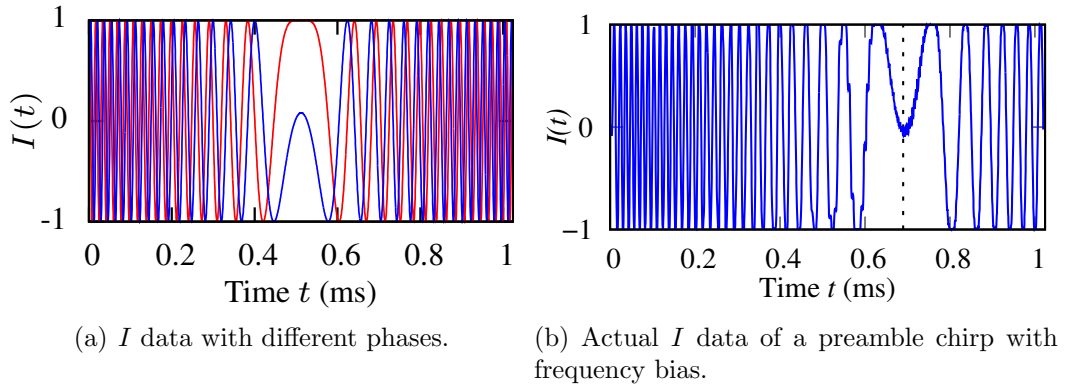 1
0
-1
I(t)
0 0.2 0.4 0.6 0.8 1
Time t (ms)
(a) I data with different phases.
1
0
−1
I(t)
0 0.2 0.4 0.6 0.8 1
Time t (ms)
(b) Actual I data of a preamble chirp with
frequency bias.